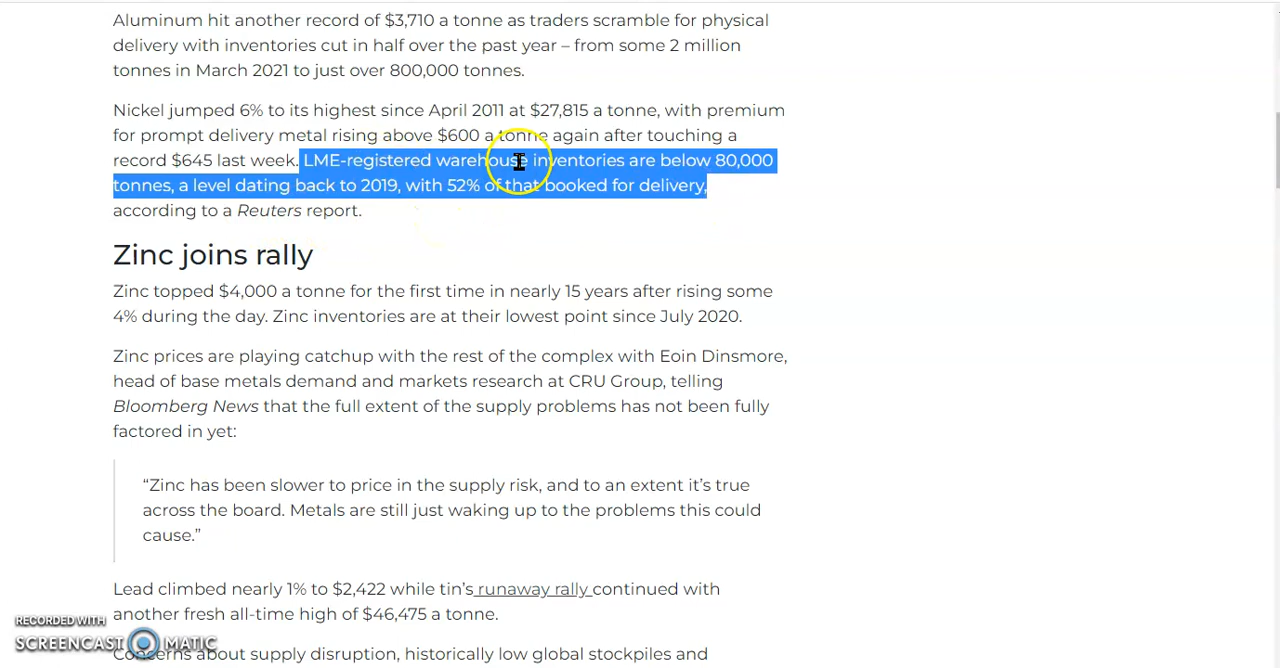 Aluminum hit another record of $3,710 a tonne as traders scramble for physical
delivery with inventories cut in half over the past year – from some 2 million
tonnes in March 2021 to just over 800,000 tonnes.
Nickel jumped 6% to its highest since April 2011 at $27,815 a tonne, with premium
for prompt delivery metal rising above $600 a tonne again after touching a
record $645 last week. LME-registered warehouse inventories are below 80,000
tonnes, a level dating back to 2019, with 52% of that booked for delivery,
according to a Reuters report.
Zinc joins rally
Zinc topped $4,000 a tonne for the first time in nearly 15 years after rising some
4% during the day. Zinc inventories are at their lowest point since July 2020.
Zinc prices are playing catchup with the rest of the complex with Eoin Dinsmore,
head of base metals demand and markets research at CRU Group, telling
Bloomberg News that the full extent of the supply problems has not been fully
factored in yet:
“Zinc has been slower to price in the supply risk, and to an extent it’s true
across the board. Metals are still just waking up to the problems this could
cause.”
Lead climbed nearly 1% to $2,422 while tin’s runaway rally continued with
another fresh all-time high of $46,475 a tonne.
Concerns about supply disruption, historically low global stockpiles and
RECORDED WITH
SCREENCAST MATIC